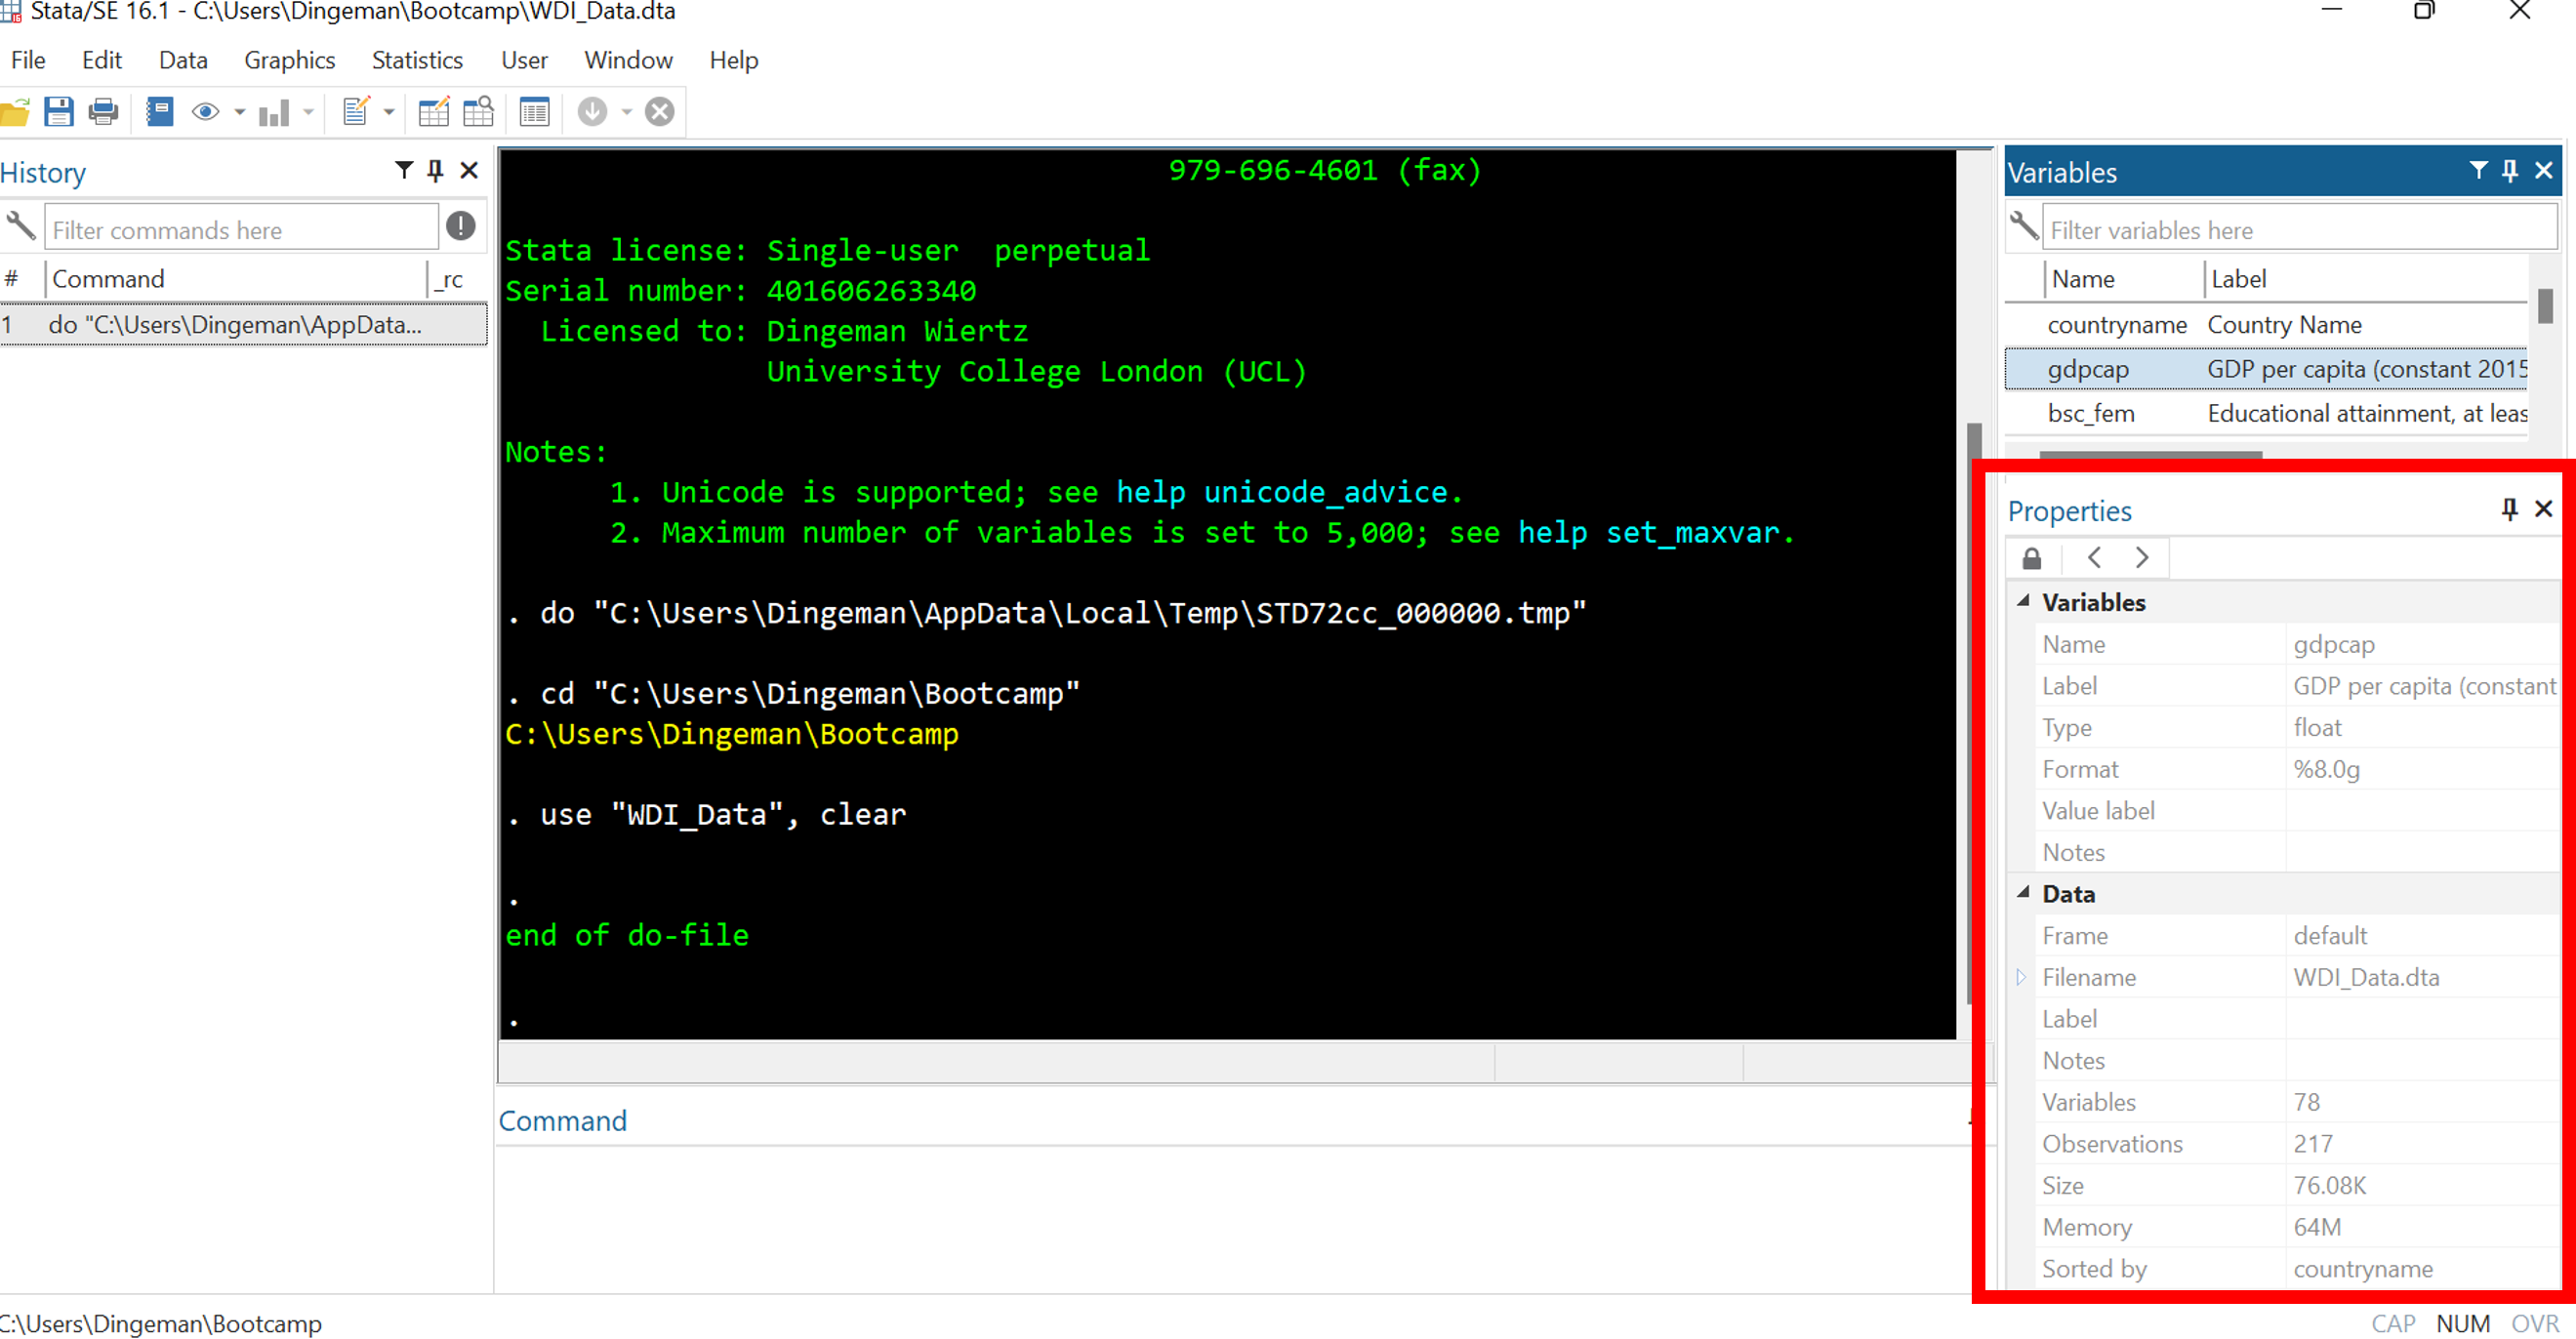 Stata/SE 16.1 - C:\Users\Dingeman\Bootcamp\WDI_Data.dta
File Edit Data Graphics Statistics User Window Help
History
Filter commands here
# Command _rc
1 do "C:\Users\Dingeman\AppData...
979-696-4601 (fax)
Stata license: Single-user perpetual
Serial number: 401606263340
Licensed to: Dingeman Wiertz
University College London (UCL)
Notes:
1. Unicode is supported; see help unicode_advice.
2. Maximum number of variables is set to 5,000; see help set_maxvar.
. do "C:\Users\Dingeman\AppData\Local\Temp\STD72cc_000000.tmp"
. cd "C:\Users\Dingeman\Bootcamp"
C:\Users\Dingeman\Bootcamp
. use "WDI_Data", clear
.
end of do-file
.
Command
Variables
Filter variables here
Name Label
countryname Country Name
gdpcap GDP per capita (constant 2015
bsc_fem Educational attainment, at leas
Properties
Variables
Name gdpcap
Label GDP per capita (constant
Type float
Format %8.0g
Value label
Notes
Data
Frame default
Filename WDI_Data.dta
Label
Notes
Variables 78
Observations 217
Size 76.08K
Memory 64M
Sorted by countryname
C:\Users\Dingeman\Bootcamp
CAP NUM OVR